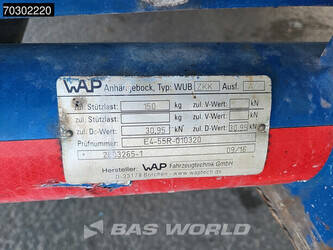 70302220
WAP Anhängebock, Typ: WUB ZKK Ausf. A
zul. Stützlast: 150 kg zul. V-Wert: kN
zul. Stützlast: kg zul. V-Wert: kN
zul. D-Wert: 30,95 kN zul. D-Wert: 30,95 kN
Prüfnummer: E4-55R-010320
09/16
Hersteller: WAP Fahrzeugtechnik GmbH
D-33178 Borchen - www.waptech.de
BAS WORLD